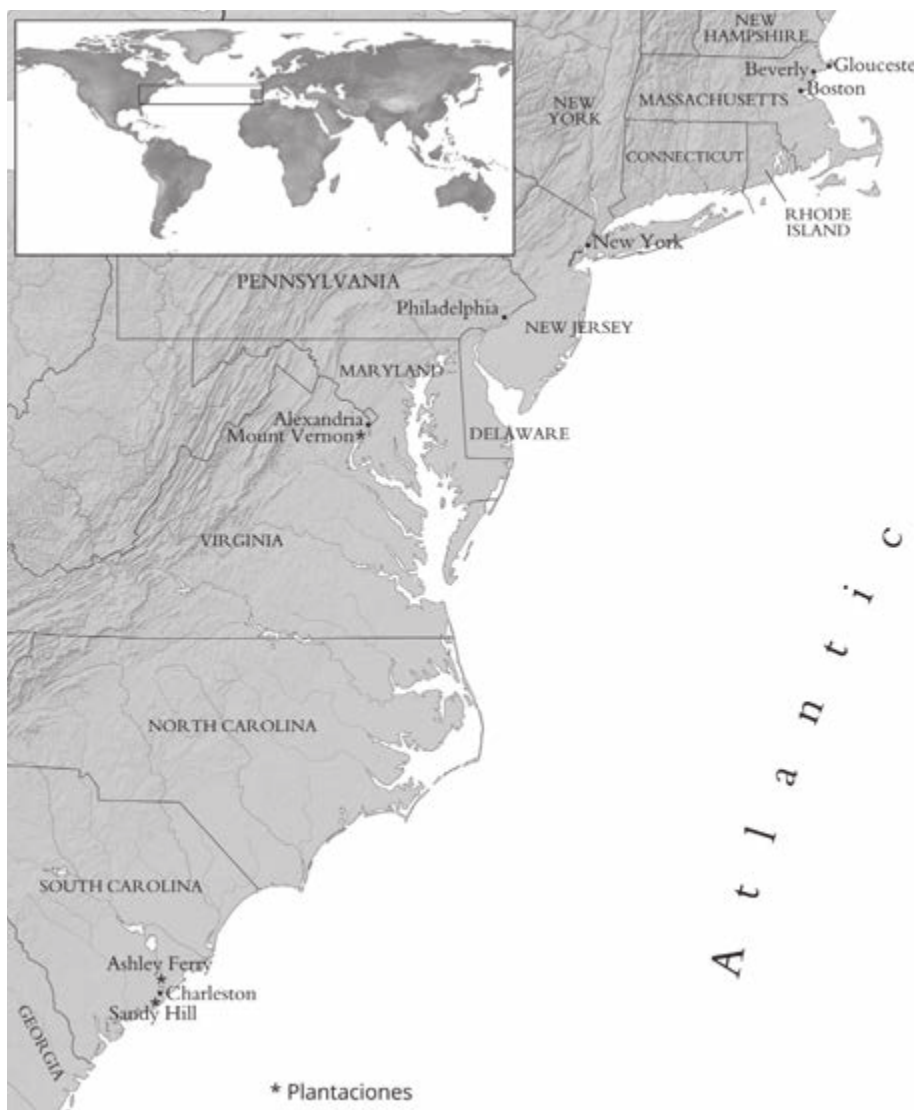 NEW
HAMPSHIRE
Beverly
Glouceste
Boston
MASSACHUSETTS
NEW
YORK
CONNECTICUT
RHODE
ISLAND
New York
PENNSYLVANIA
Philadelphia
NEW JERSEY
MARYLAND
Alexandria
Mount Vernon*
DELAWARE
VIRGINIA
Atlantic
NORTH CAROLINA
SOUTH CAROLINA
Ashley Ferry
*
Charleston
*
Sandy Hill
GEORGIA
* Plantaciones